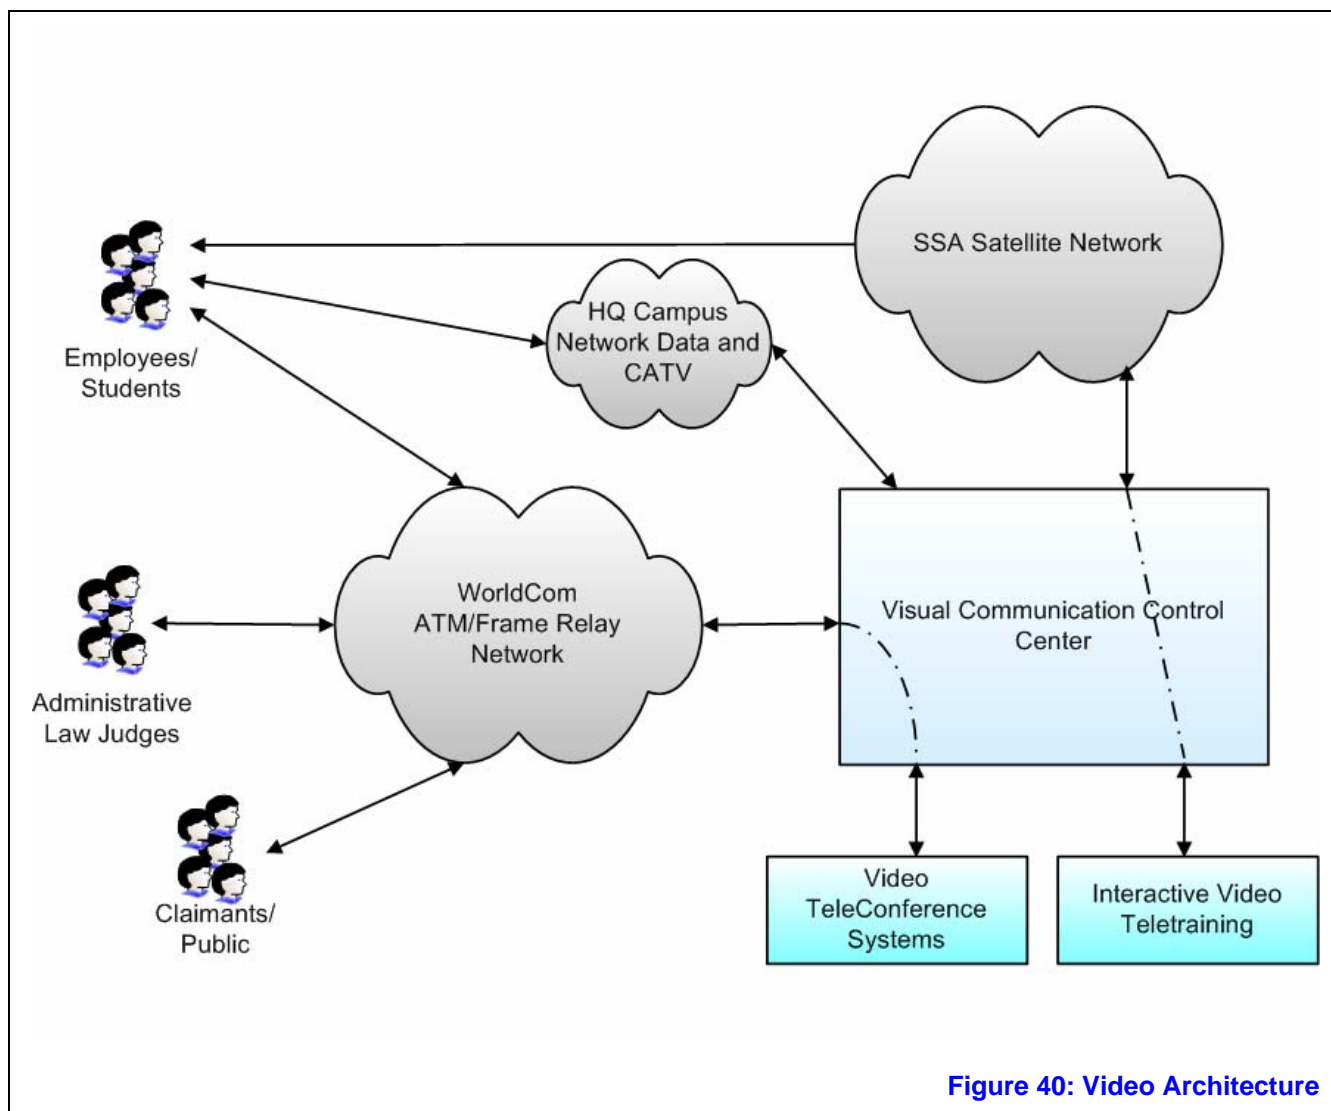 SSA Satellite Network
HQ Campus
Network Data and
CATV
Employees/
Students
WorldCom
ATM/Frame Relay
Network
Visual Communication Control
Center
Administrative
Law Judges
Claimants/
Public
Video
TeleConference
Systems
Interactive Video
Teletraining
Figure 40: Video Architecture